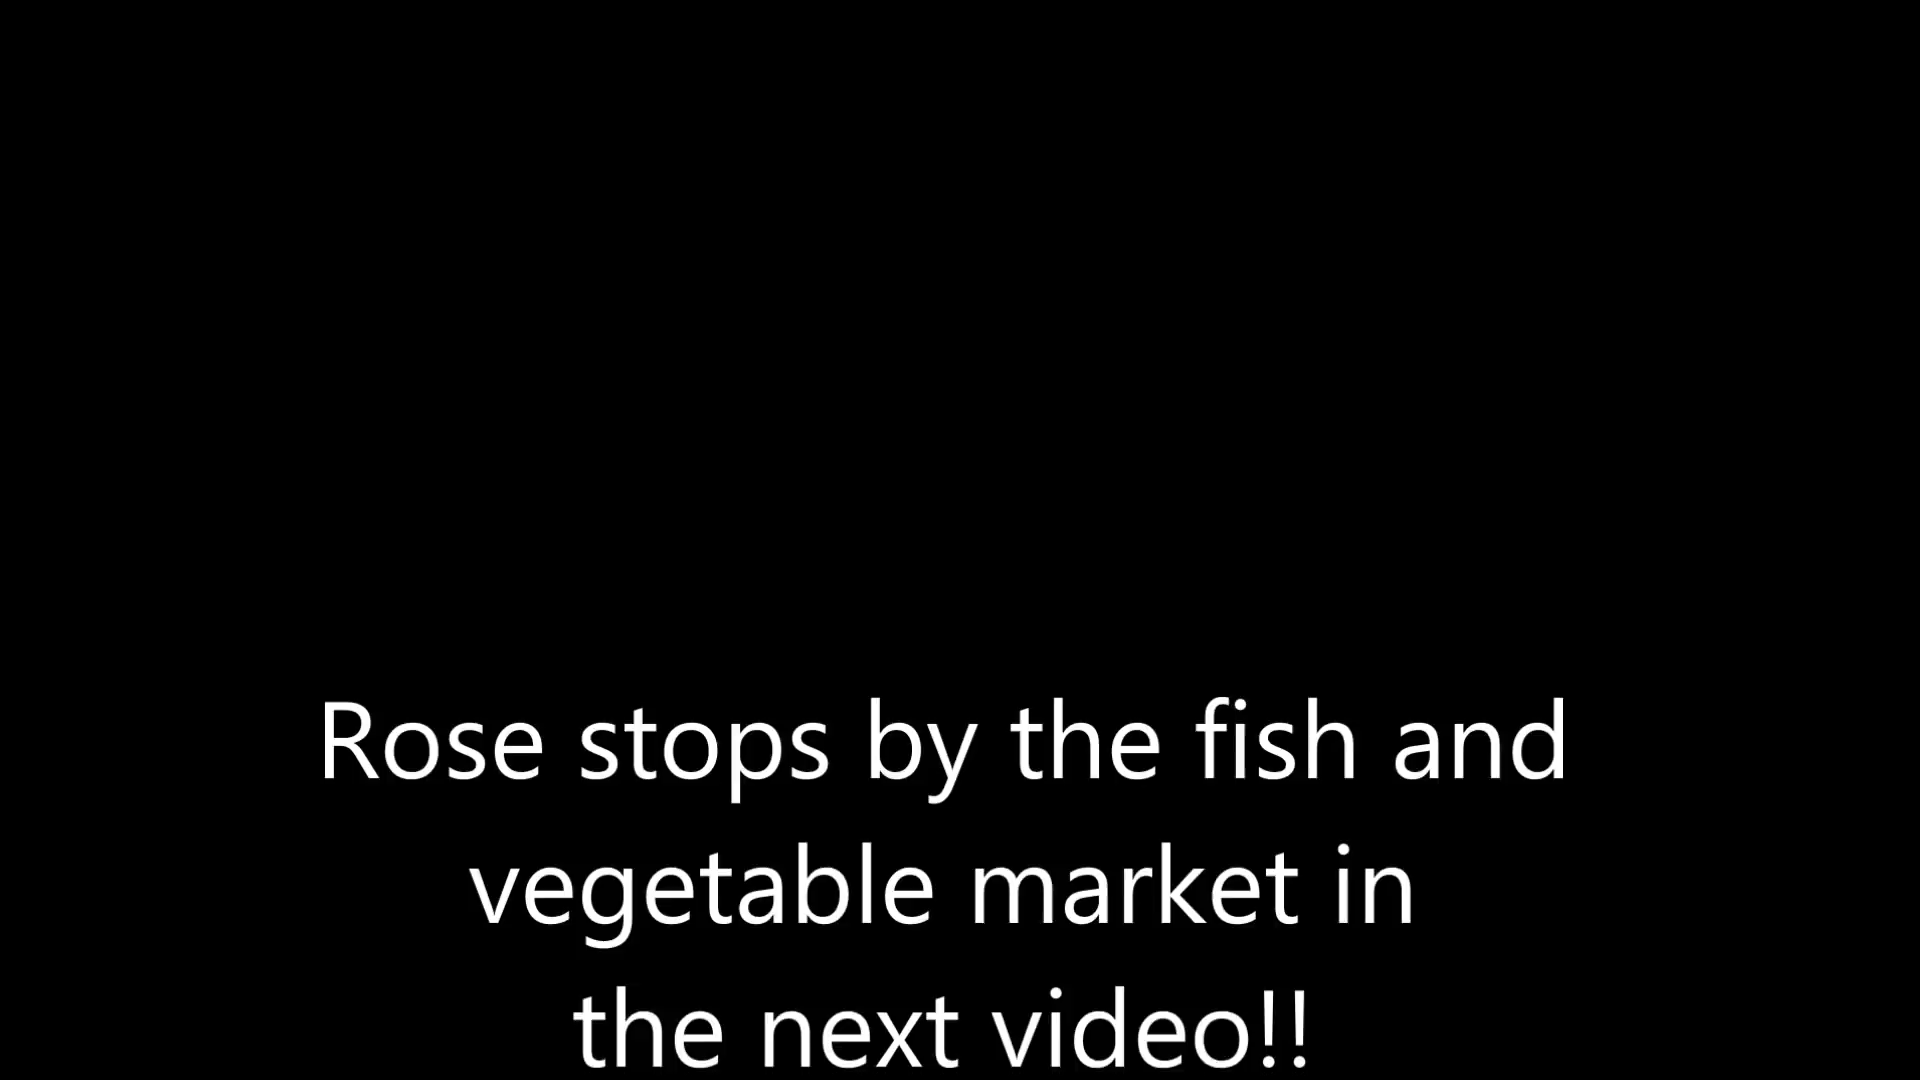 Rose stops by the fish and
vegetable market in
the next video!!